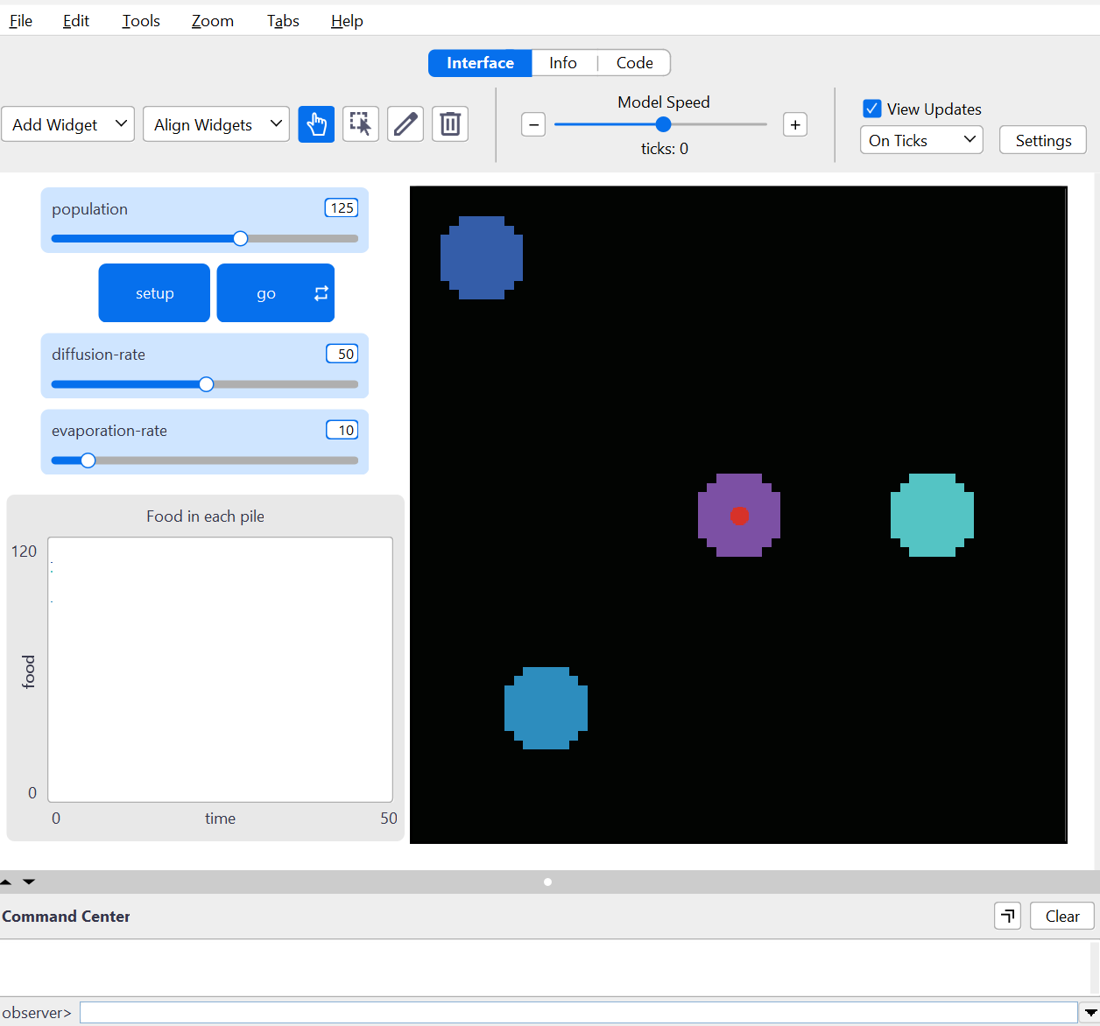 File Edit Tools Zoom Tabs Help
Interface Info Code
Add Widget Align Widgets
Model Speed
ticks: 0
View Updates
On Ticks Settings
population 125
setup go
diffusion-rate 50
evaporation-rate 10
Food in each pile
120
food
0
0 time 50
Command Center Clear
observer>